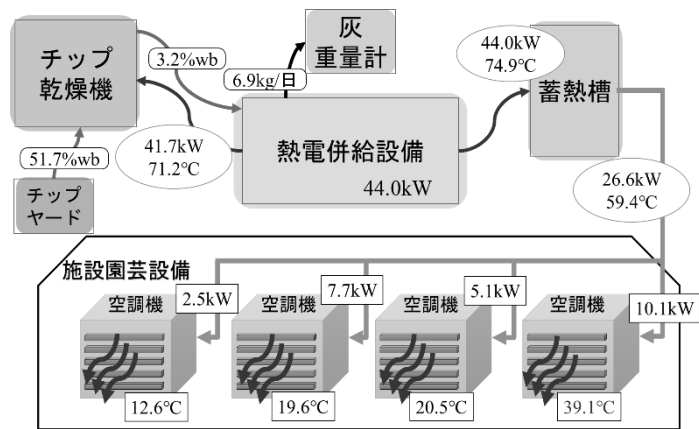 チップ
乾燥機
3.2%wb
6.9kg/日
灰
重量計
44.0kW
74.9℃
蓄熱槽
51.7%wb
41.7kW
71.2℃
熱電併給設備
44.0kW
チップ
ヤード
26.6kW
59.4℃
施設園芸設備
空調機
2.5kW
空調機
7.7kW
空調機
5.1kW
空調機
10.1kW
12.6℃
19.6℃
20.5℃
39.1℃